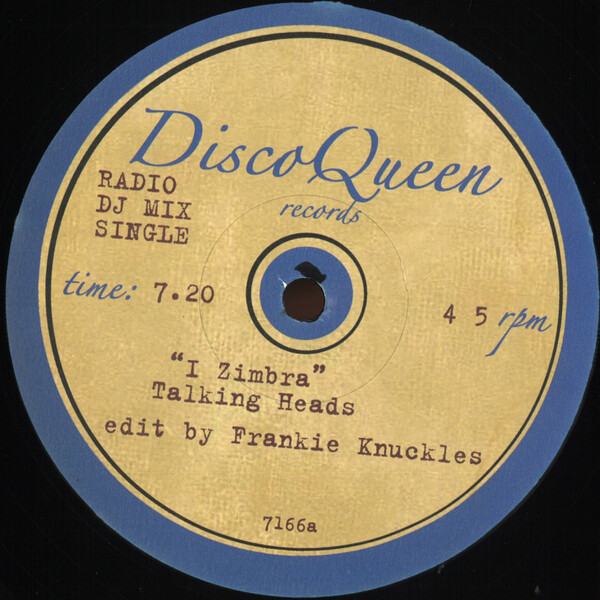 DiscoQueen
records
RADIO
DJ MIX
SINGLE
time: 7.20
4 5 rpm
"I Zimbra"
Talking Heads
edit by Frankie Knuckles
7166a